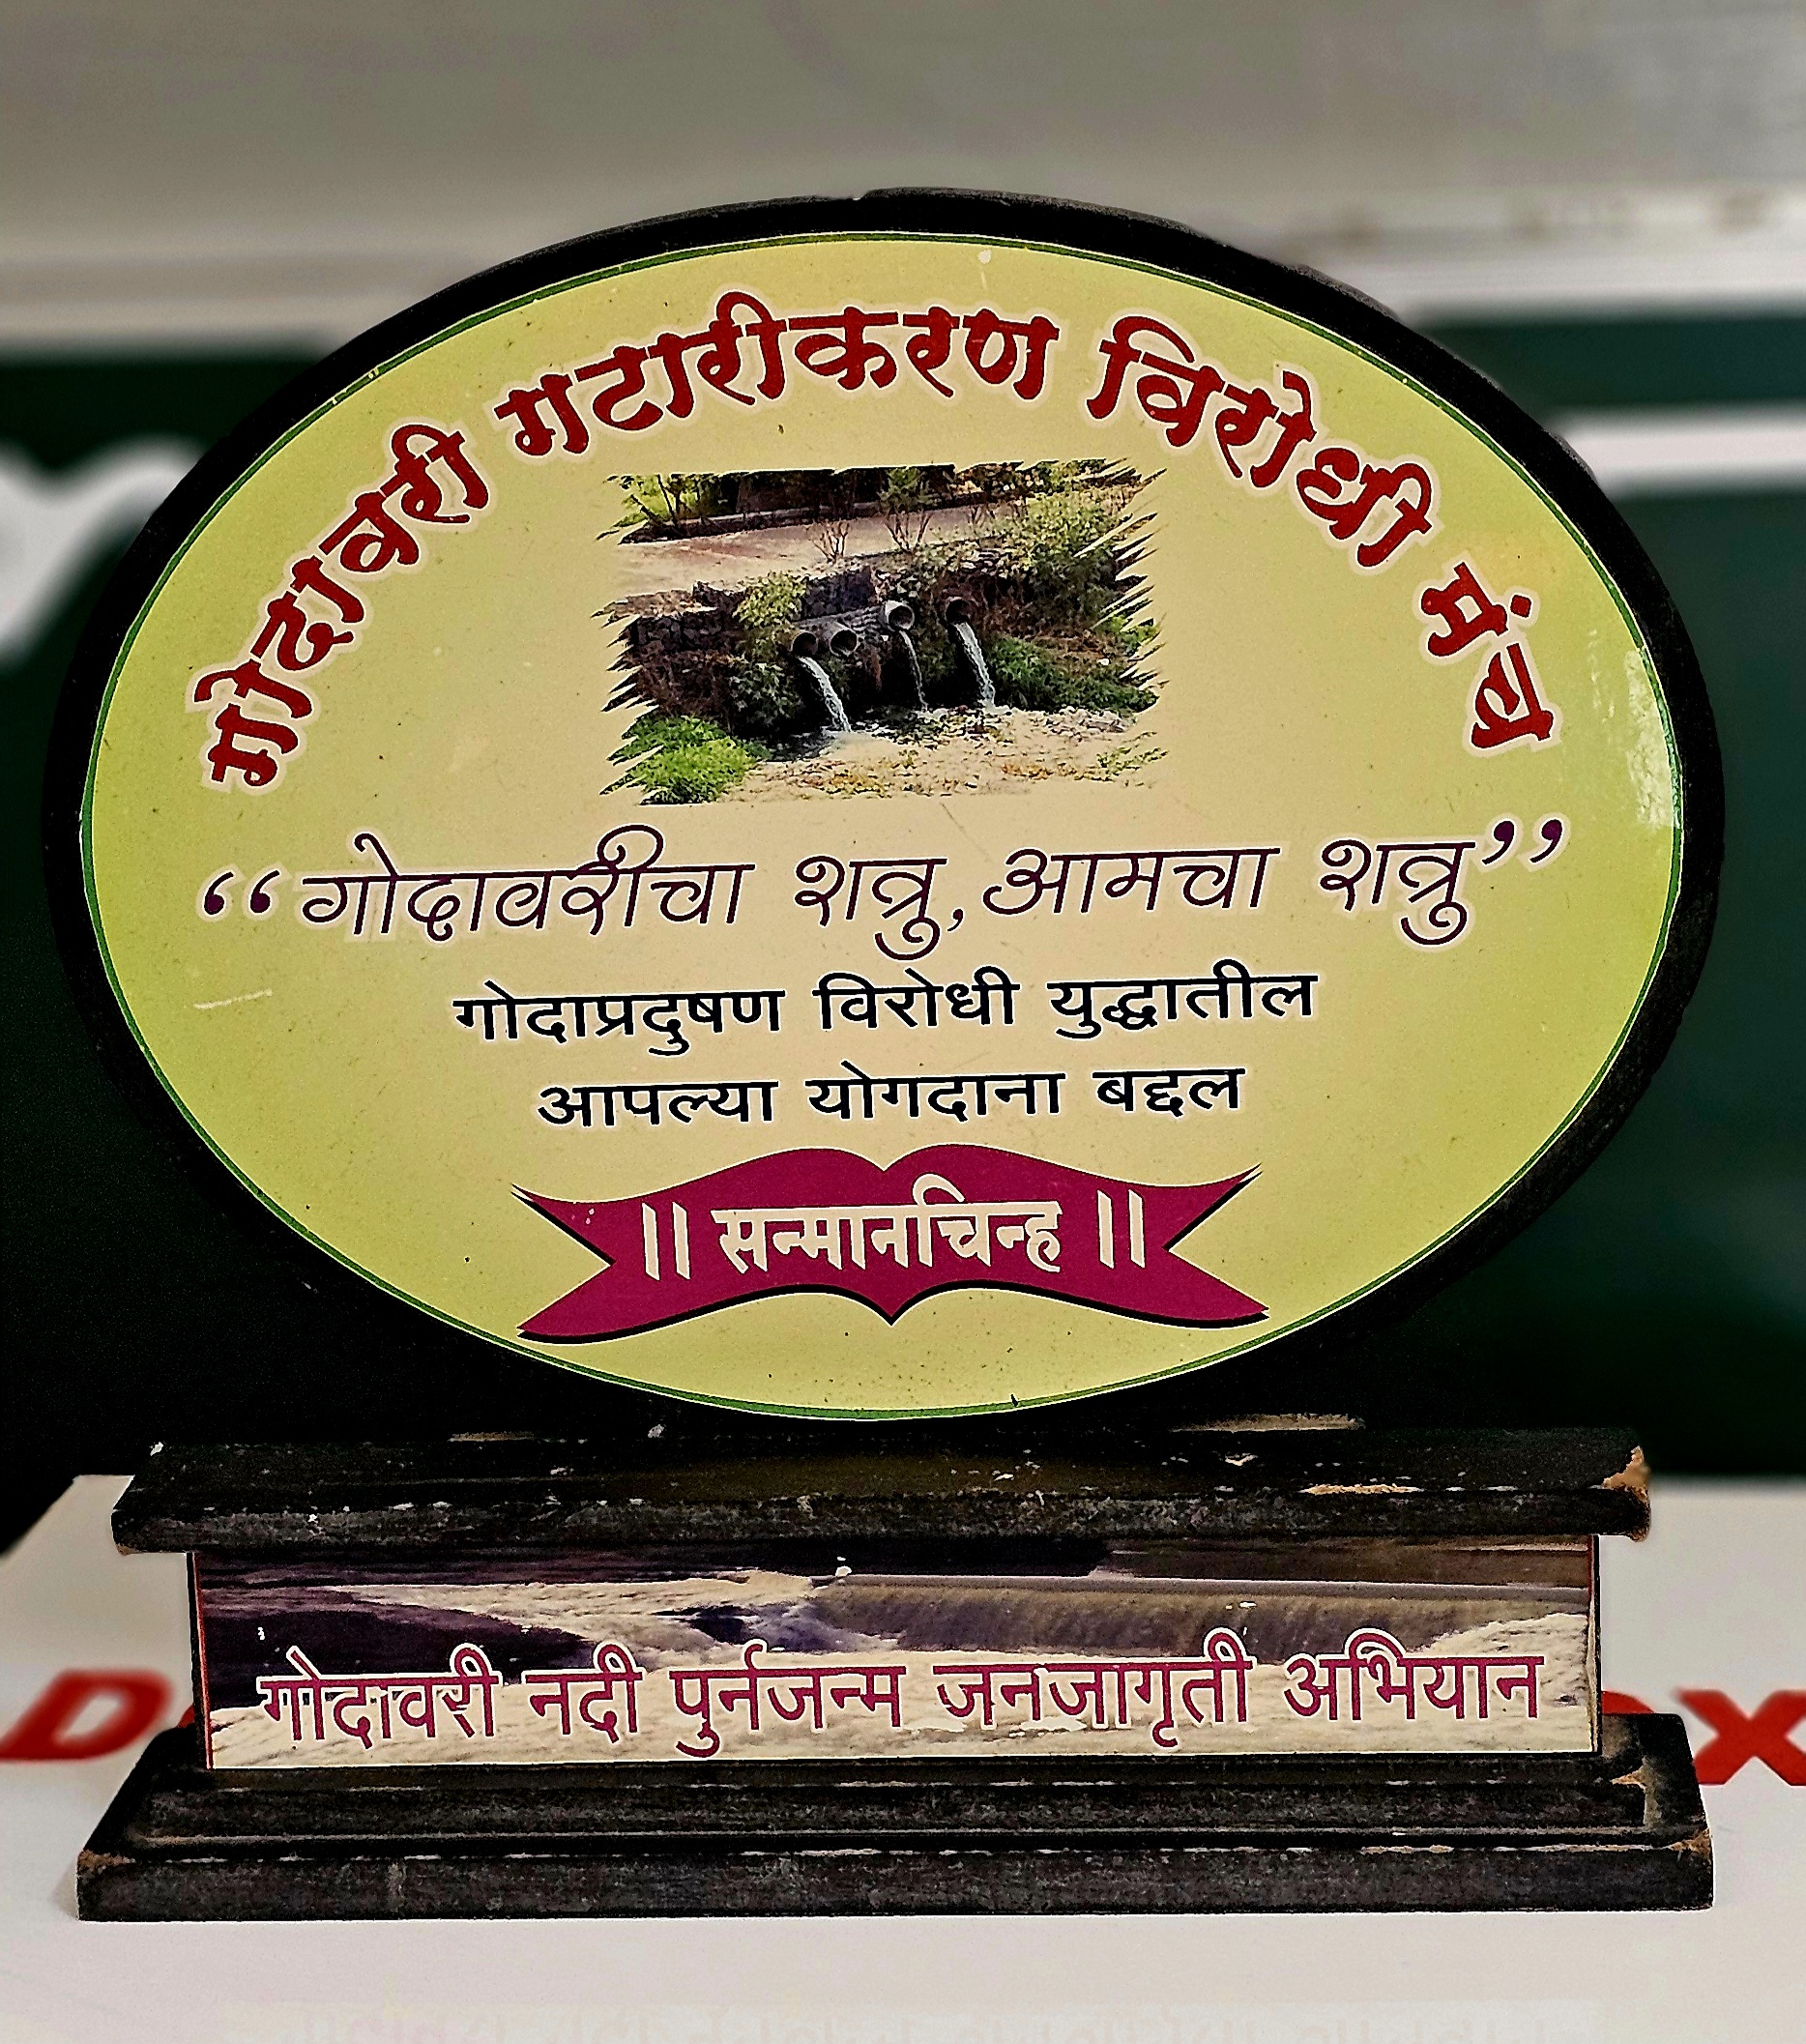 गोदावरी गटारीकरण विरोधी मंच
“गोदावरीचा शत्रु, आमचा शत्रु”
गोदाप्रदुषण विरोधी युद्धातील
आपल्या योगदाना बद्दल
॥ सन्मानचिन्ह ॥
गोदावरी नदी पुर्नजन्म जनजागृती अभियान